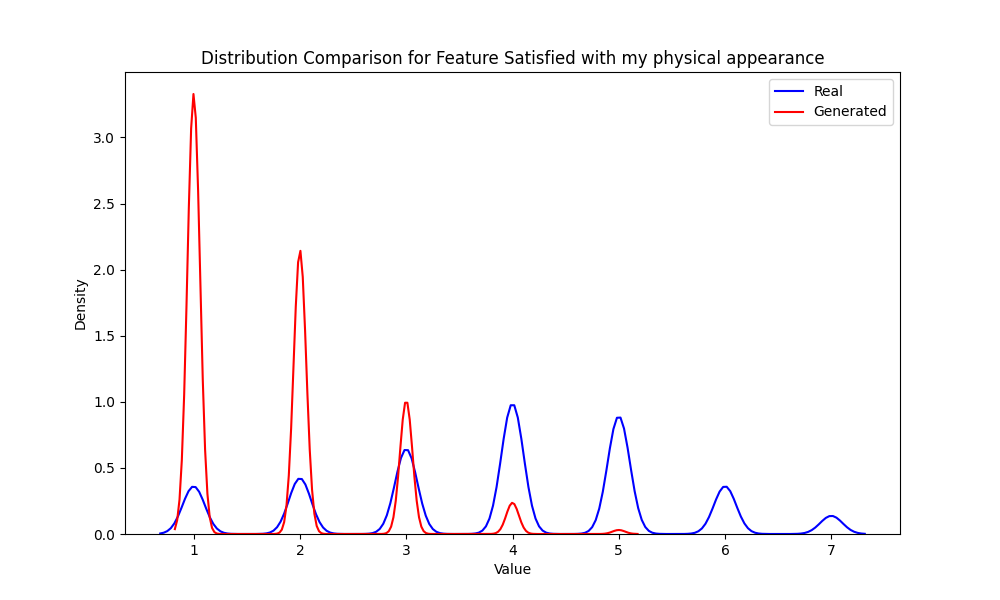 Distribution Comparison for Feature Satisfied with my physical appearance
Real
Generated
3.0
2.5
2.0
1.5
1.0
0.5
0.0
Density
1 2 3 4 5 6 7
Value